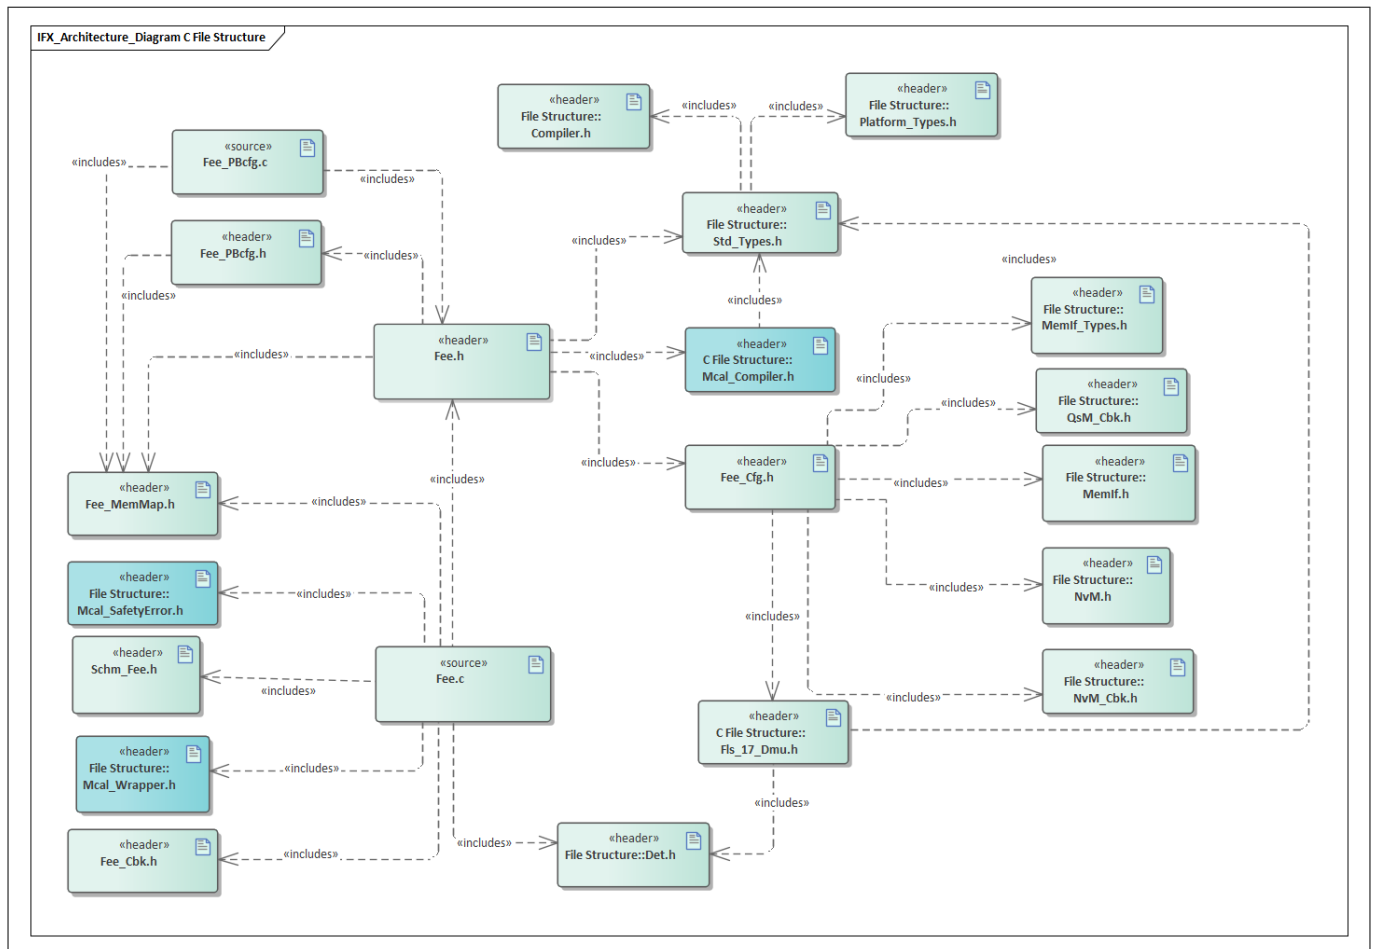 IFX_Architecture_Diagram C File Structure
«header»
File Structure::
Compiler.h
«includes»
«includes»
«header»
File Structure::
Platform_Types.h
«source»
Fee_PBcfg.c
«includes»
«includes»
«header»
Fee_PBcfg.h
«includes»
«includes»
«header»
File Structure::
Std_Types.h
«includes»
«includes»
«header»
File Structure::
MemIf_Types.h
«includes»
«header»
Fee.h
«includes»
«includes»
«header»
C File Structure::
Mcal_Compiler.h
«includes»
«header»
File Structure::
QsM_Cbk.h
«includes»
«includes»
«header»
Fee_Cfg.h
«includes»
«includes»
«header»
File Structure::
MemIf.h
«includes»
«header»
Fee_MemMap.h
«includes»
«header»
File Structure::
Mcal_SafetyError.h
«includes»
«includes»
«header»
File Structure::
NvM.h
«includes»
«header»
Schm_Fee.h
«includes»
«source»
Fee.c
«header»
File Structure::
NvM_Cbk.h
«includes»
«header»
C File Structure::
Fls_17_Dmu.h
«header»
File Structure::
Mcal_Wrapper.h
«includes»
«includes»
«header»
Fee_Cbk.h
«includes»
«includes»
«header»
File Structure::Det.h